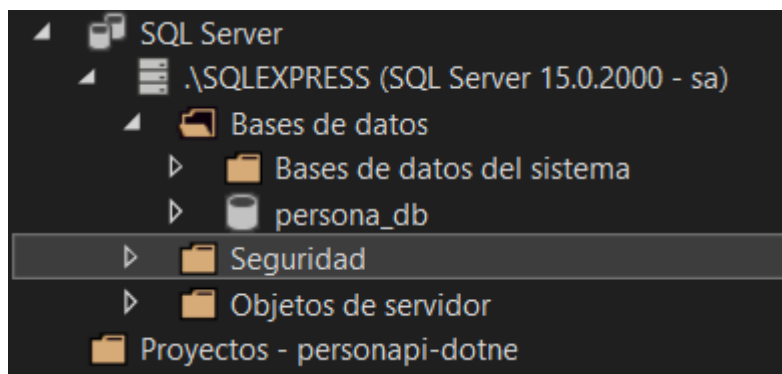 SQL Server
.\SQLEXPRESS (SQL Server 15.0.2000 - sa)
Bases de datos
Bases de datos del sistema
persona_db
Seguridad
Objetos de servidor
Proyectos - personapi-dotne